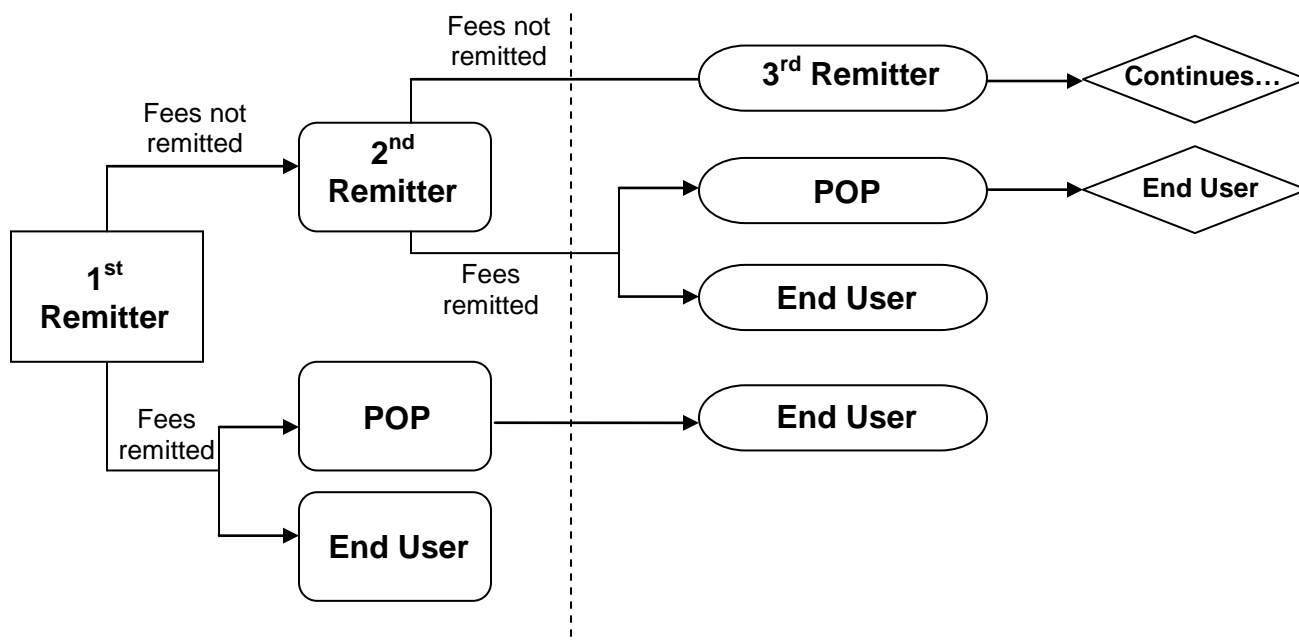 Fees not
remitted
3rd Remitter
Continues…
Fees not
remitted
2nd
Remitter
POP
End User
1st
Remitter
Fees
remitted
End User
Fees
remitted
POP
End User
End User